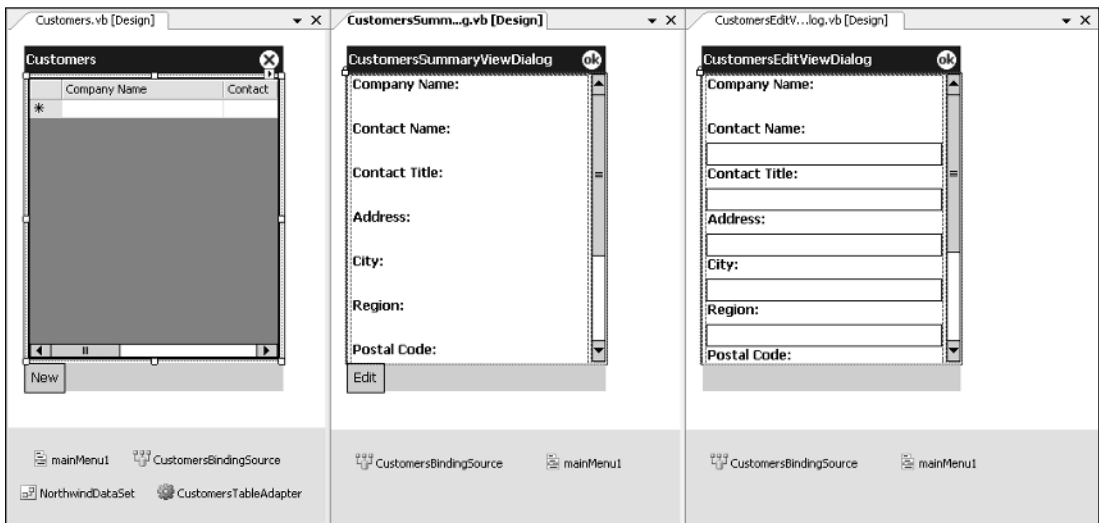 Customers.vb [Design]
Customers
Company Name Contact
New
mainMenu1 CustomersBindingSource
NorthwindDataSet CustomersTableAdapter
CustomersSumm...g.vb [Design]
CustomersSummaryViewDialog ok
Company Name:
Contact Name:
Contact Title:
Address:
City:
Region:
Postal Code:
Edit
CustomersBindingSource mainMenu1
CustomersEditV...log.vb [Design]
CustomersEditViewDialog ok
Company Name:
Contact Name:
Contact Title:
Address:
City:
Region:
Postal Code:
CustomersBindingSource mainMenu1